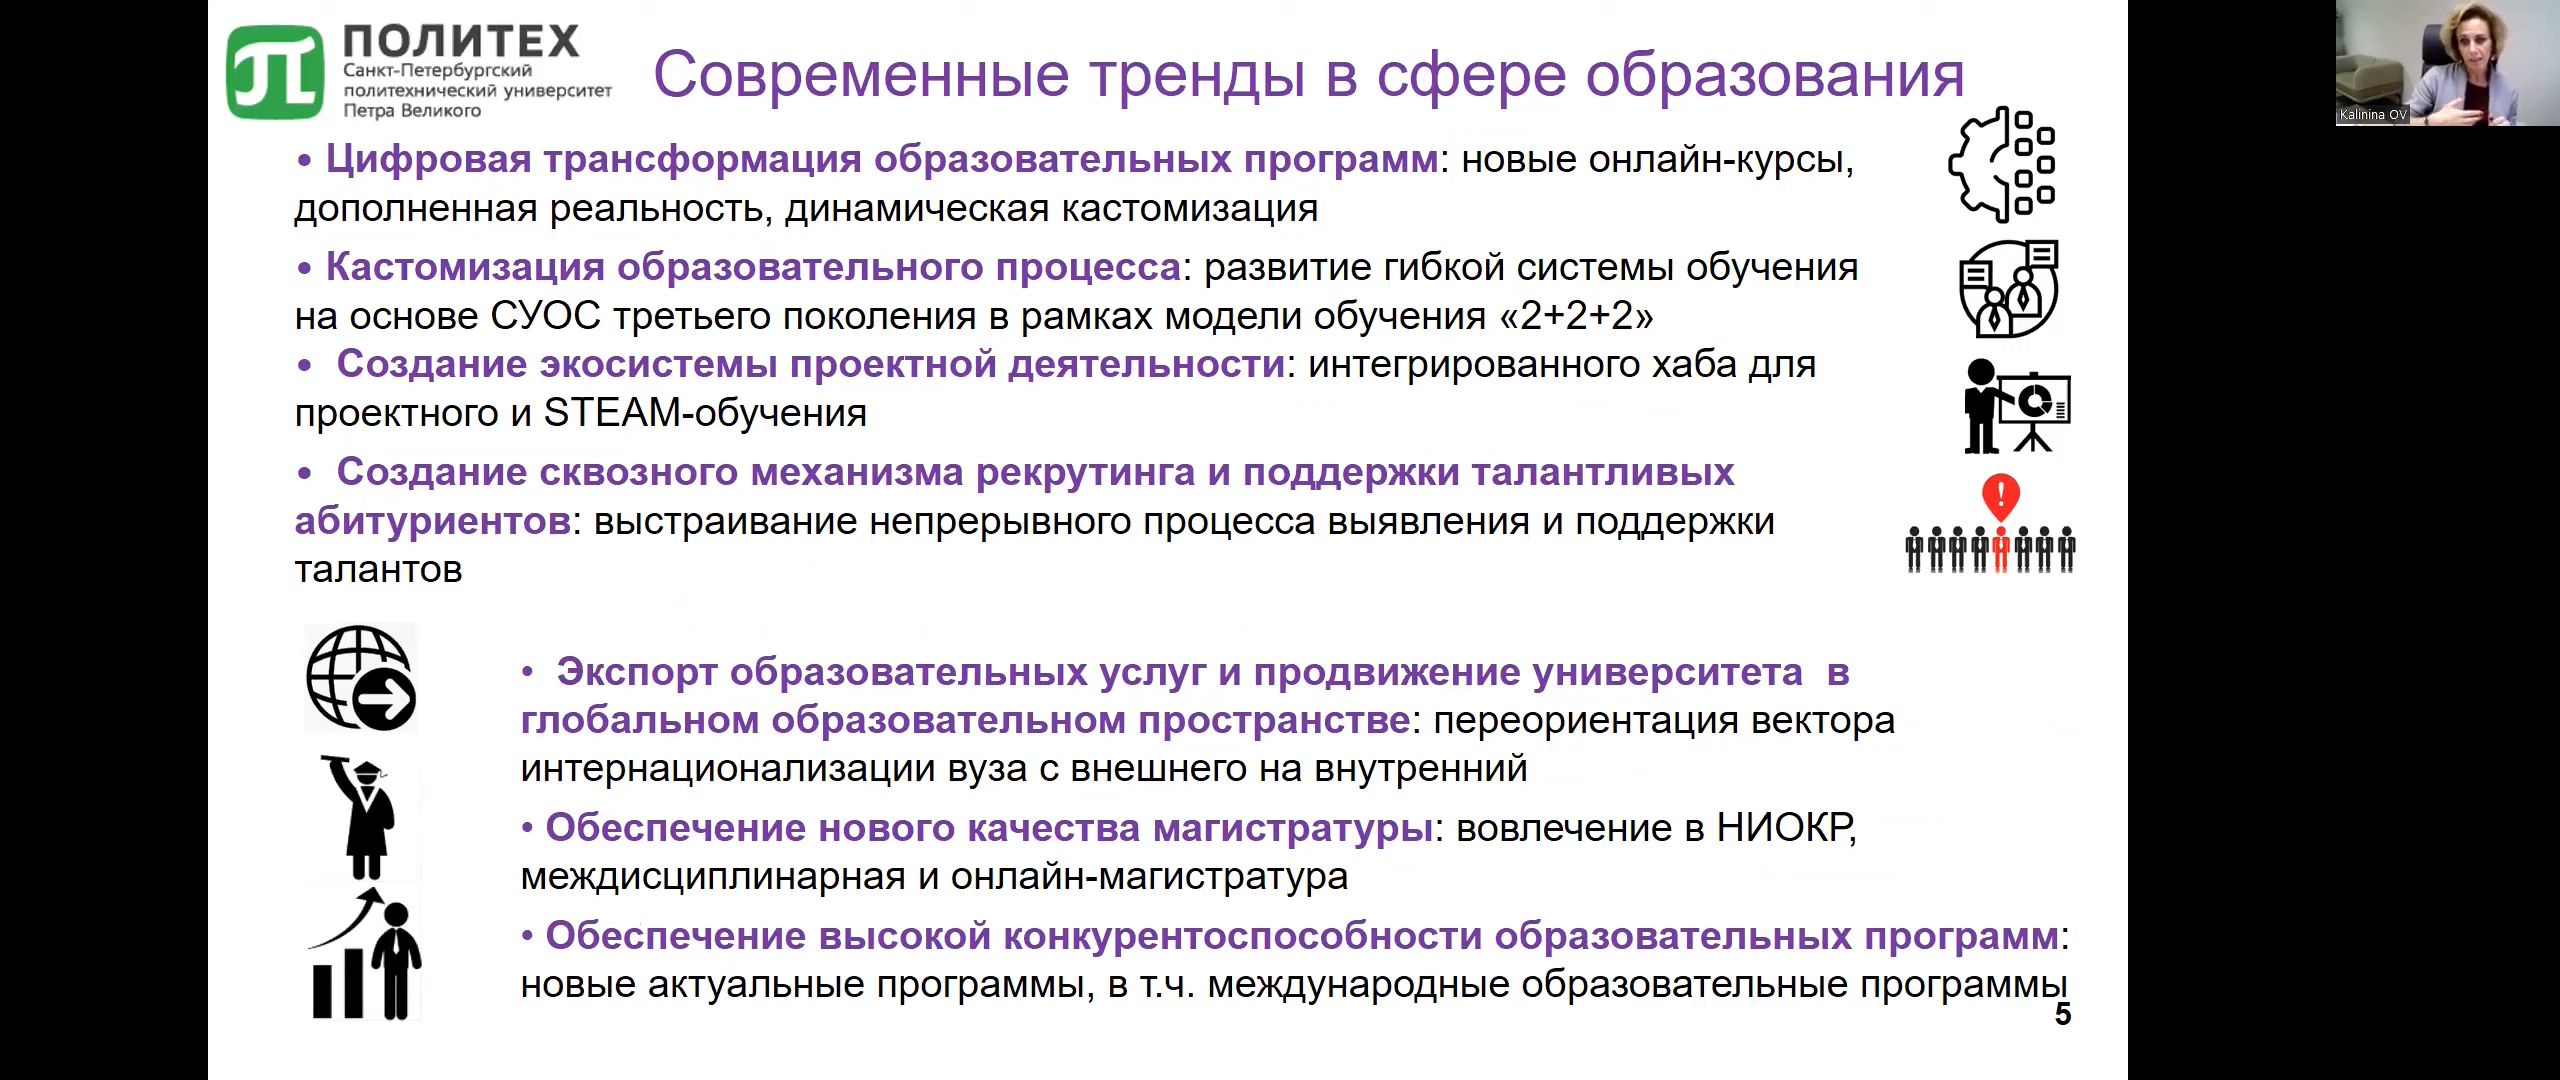 ПОЛИТЕХ
Санкт-Петербургский
политехнический университет
Петра Великого
Современные тренды в сфере образования
Kalinina OV
• Цифровая трансформация образовательных программ: новые онлайн-курсы,
дополненная реальность, динамическая кастомизация
• Кастомизация образовательного процесса: развитие гибкой системы обучения
на основе СУОС третьего поколения в рамках модели обучения «2+2+2»
• Создание экосистемы проектной деятельности: интегрированного хаба для
проектного и STEAM-обучения
• Создание сквозного механизма рекрутинга и поддержки талантливых
абитуриентов: выстраивание непрерывного процесса выявления и поддержки
талантов
• Экспорт образовательных услуг и продвижение университета в
глобальном образовательном пространстве: переориентация вектора
интернационализации вуза с внешнего на внутренний
• Обеспечение нового качества магистратуры: вовлечение в НИОКР,
междисциплинарная и онлайн-магистратура
• Обеспечение высокой конкурентоспособности образовательных программ:
новые актуальные программы, в т.ч. международные образовательные программы
5